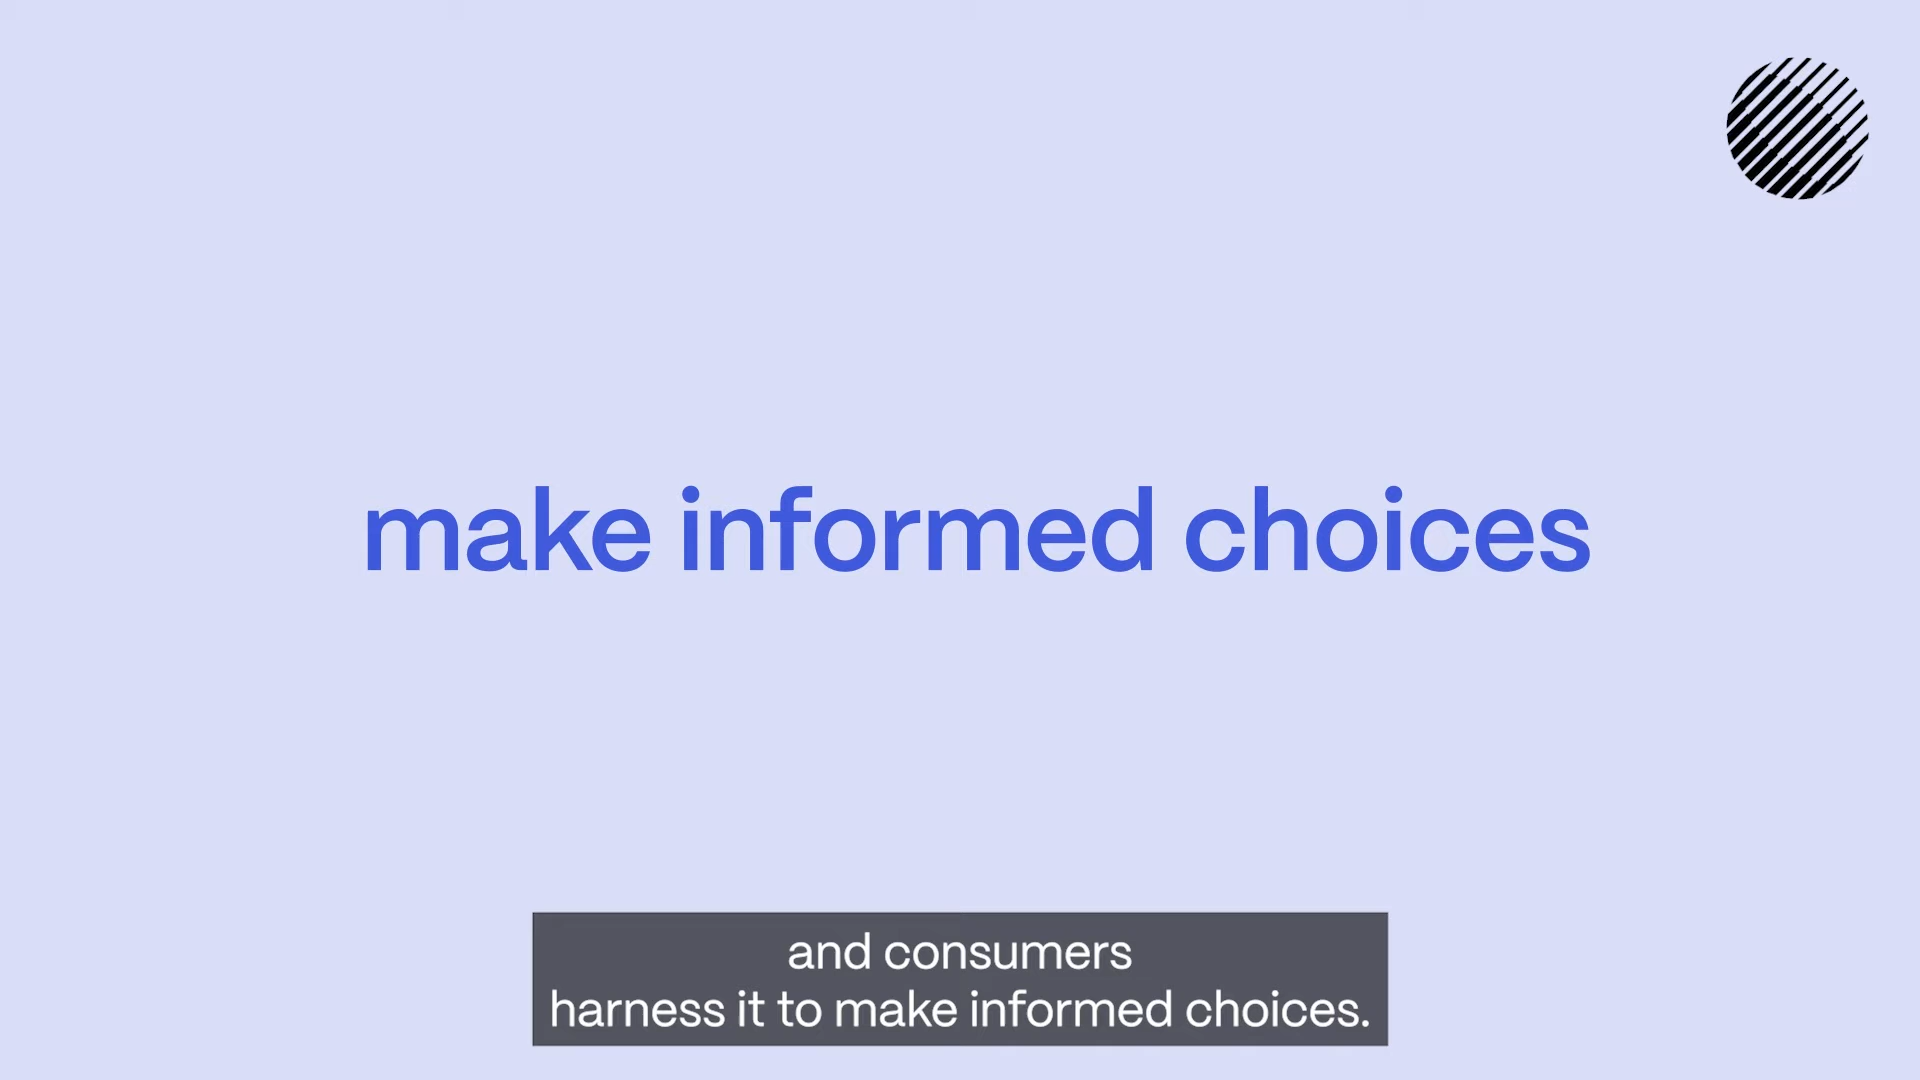 make informed choices
and consumers
harness it to make informed choices.